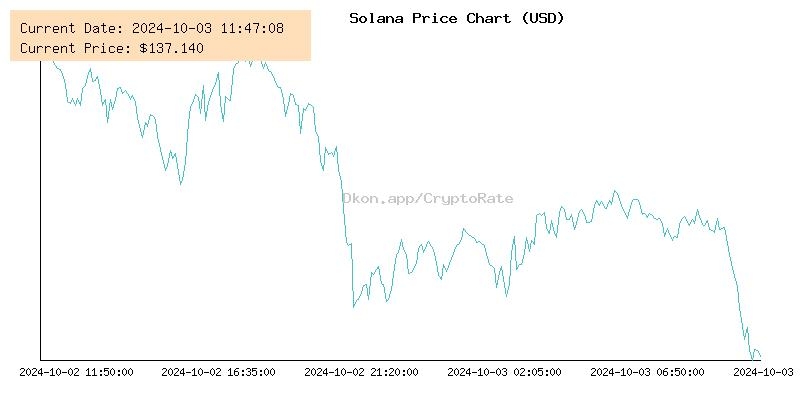 Solana Price Chart (USD)
Current Date: 2024-10-03 11:47:08
Current Price: $137.140
Okon.app/CryptoRate
2024-10-02 11:50:00 2024-10-02 16:35:00 2024-10-02 21:20:00 2024-10-03 02:05:00 2024-10-03 06:50:00 2024-10-03